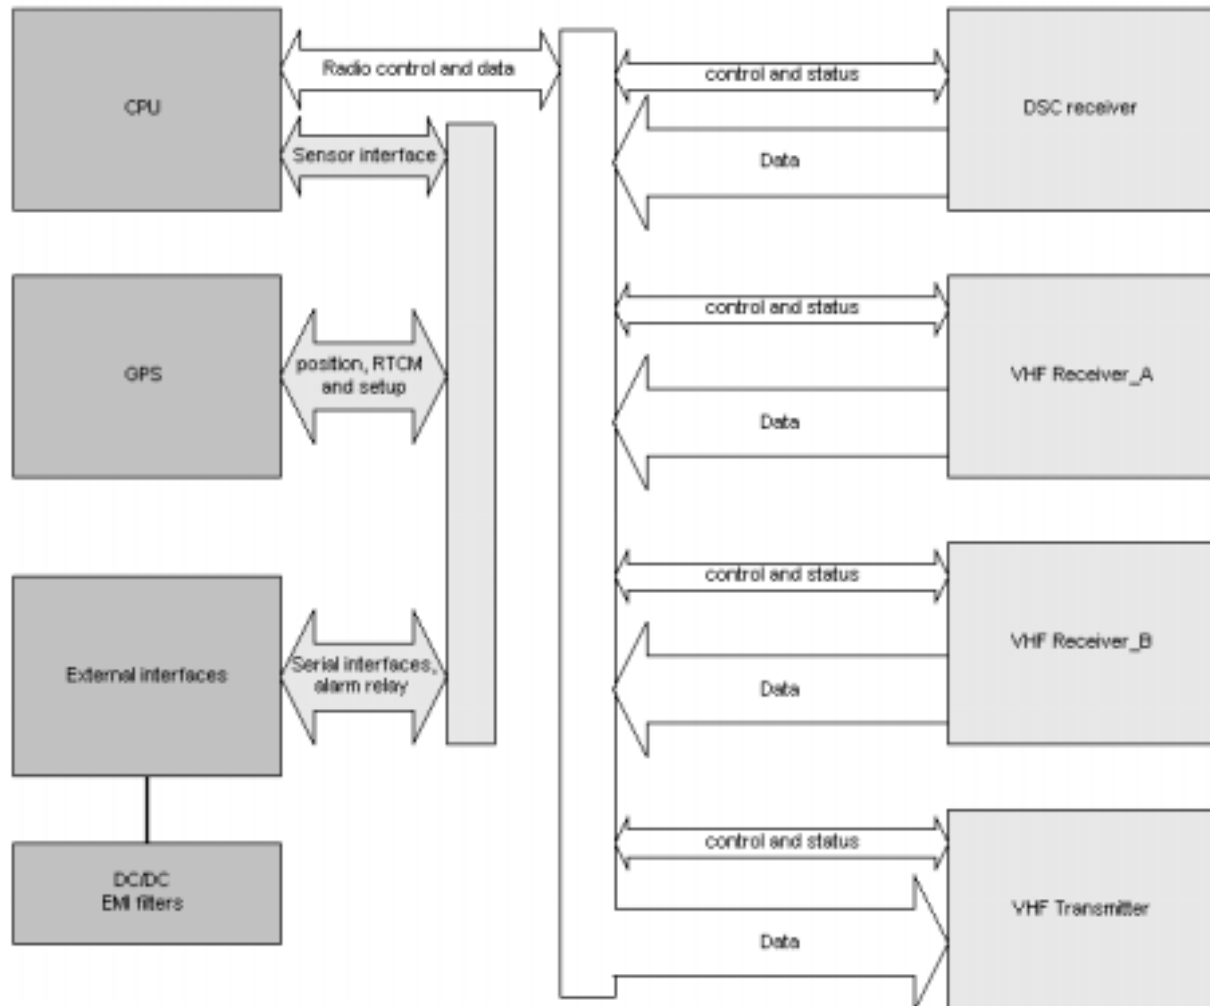 CPU
Radio control and data
Sensor interface
control and status
Data
DSC receiver
GPS
position, RTCM
and setup
control and status
Data
VHF Receiver_A
External interfaces
Serial interfaces,
alarm relay
control and status
Data
VHF Receiver_B
DC/DC
EMI filters
control and status
Data
VHF Transmitter